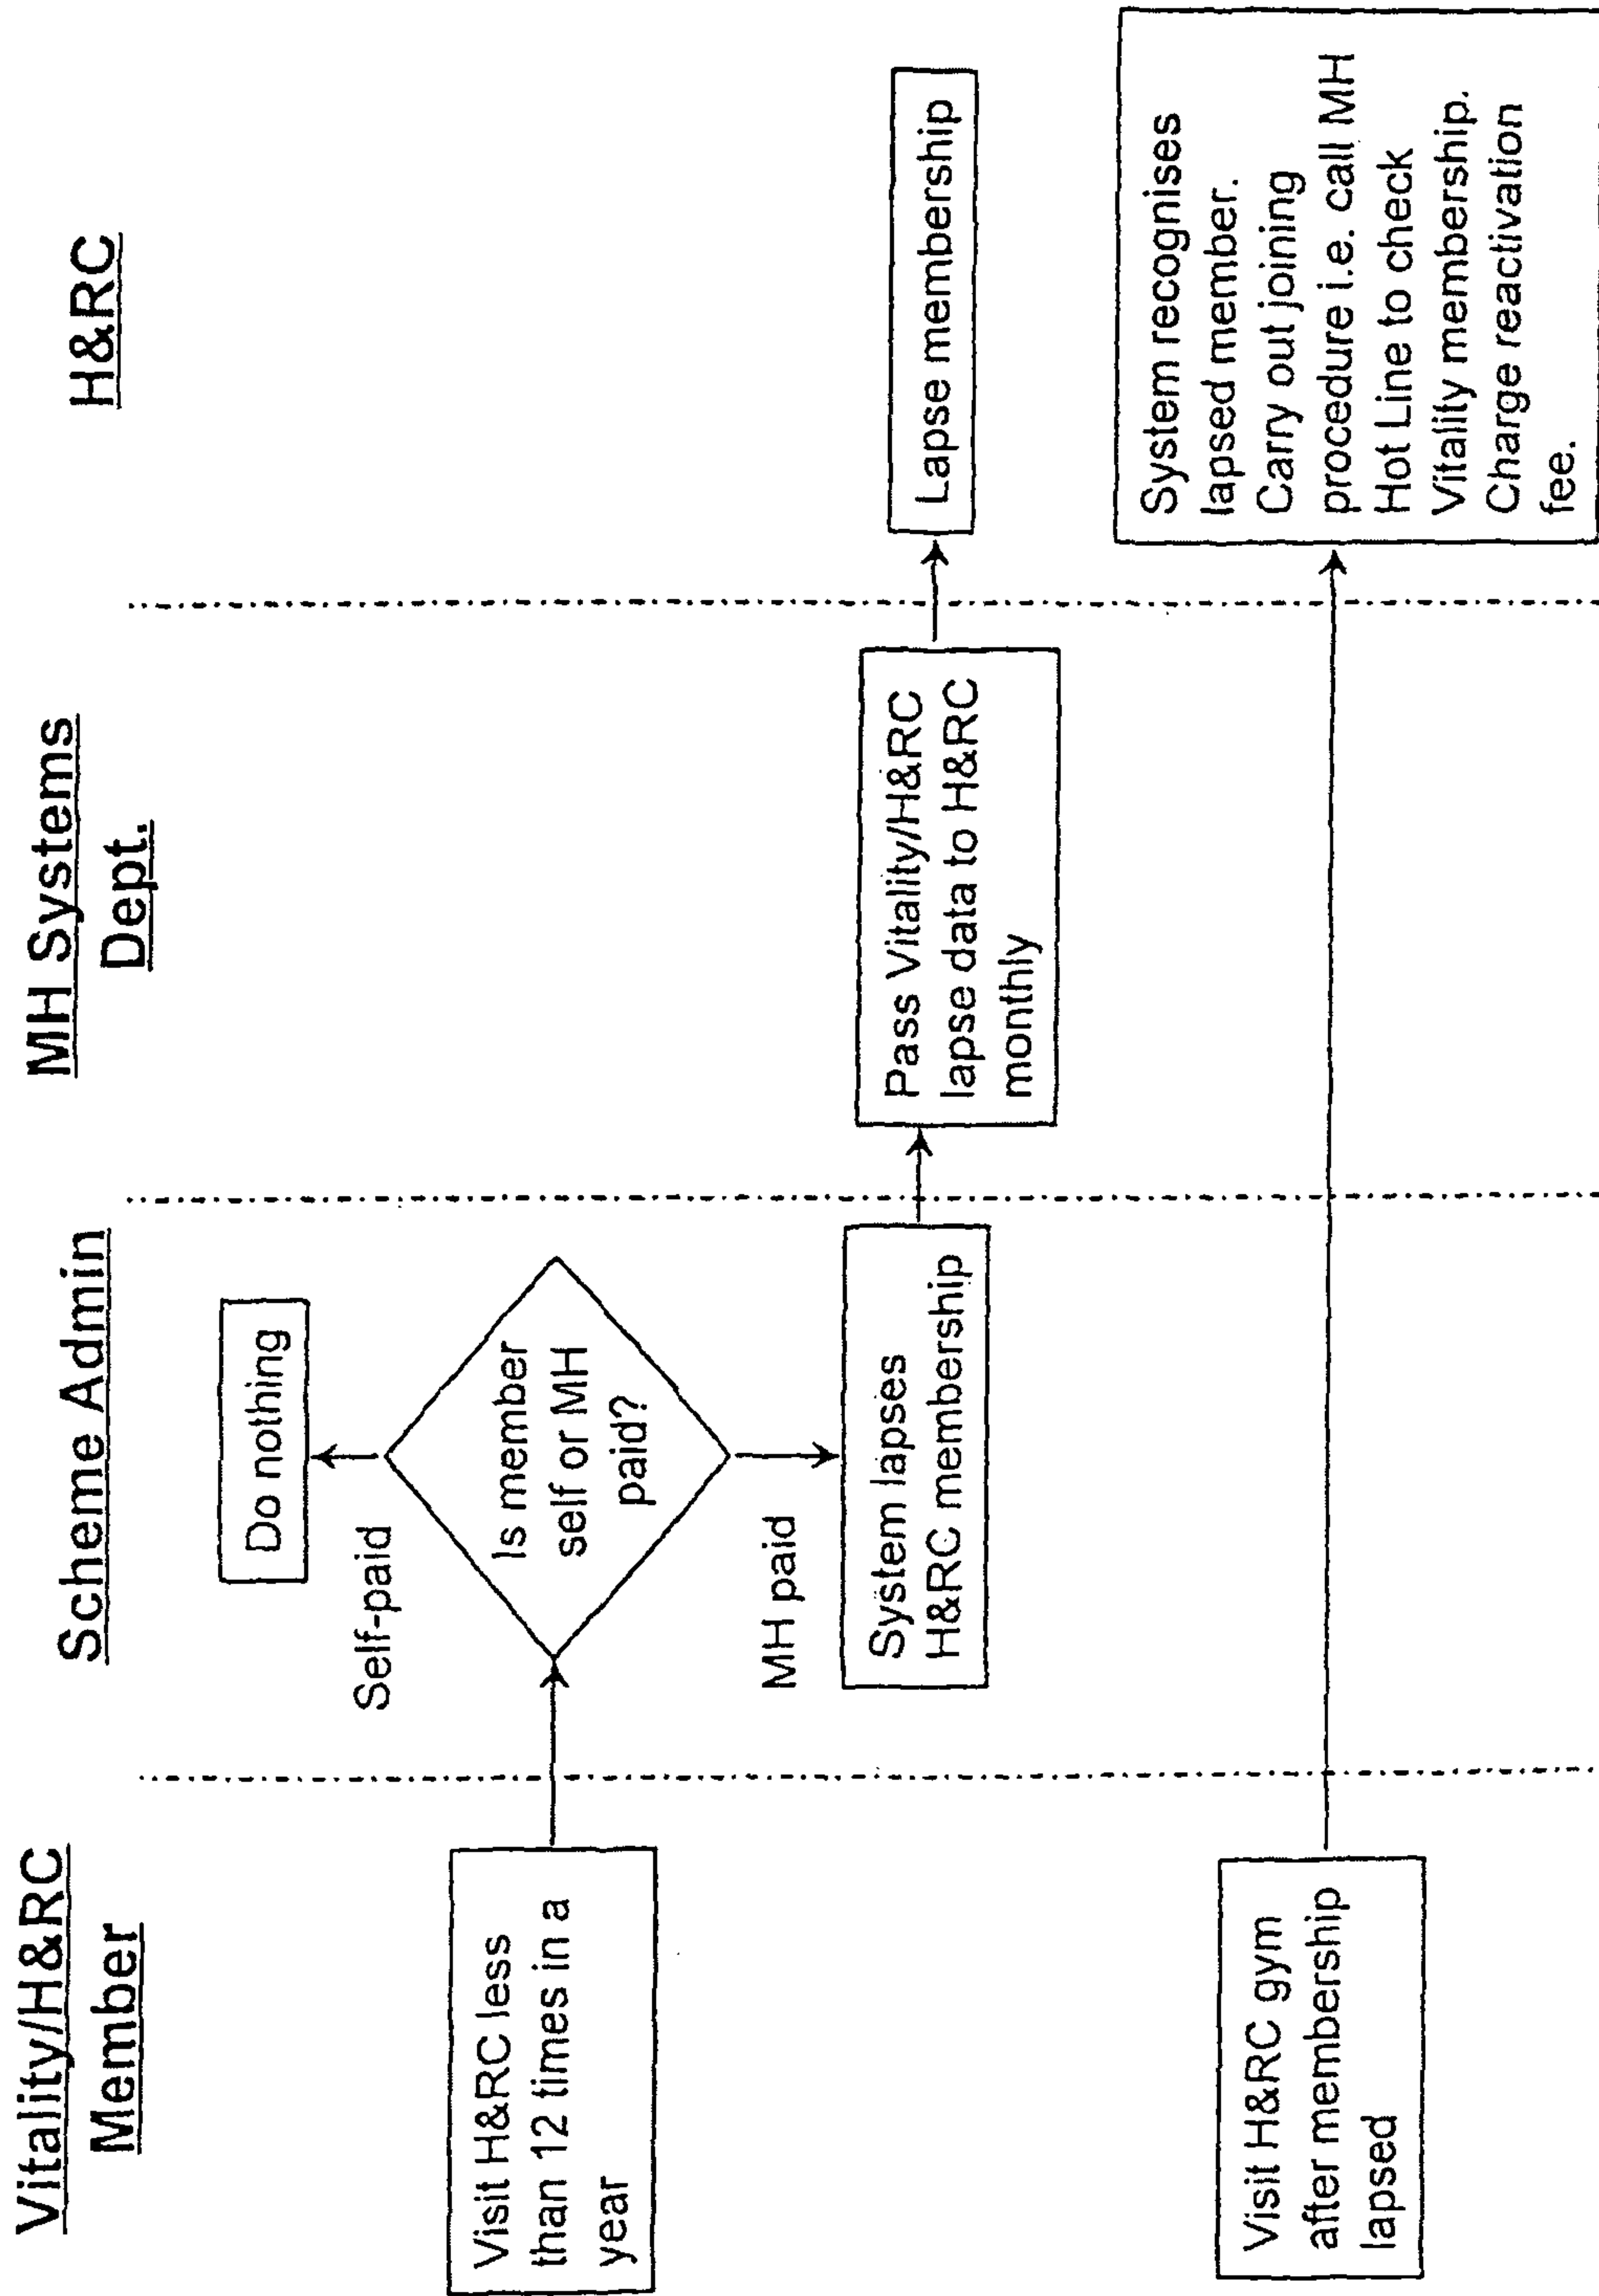 Vitality/H&RC
Member
Scheme Admin
MH Systems
Dept.
H&RC
Visit H&RC less
than 12 times in a
year
Self-paid
Do nothing
Is member
self or MH
paid?
MH paid
System lapses
H&RC membership
Pass Vitality/H&RC
lapse data to H&RC
monthly
Lapse membership
Visit H&RC gym
after membership
lapsed
System recognises
lapsed member.
Carry out joining
procedure i.e. call MH
Hot Line to check
Vitality membership.
Charge reactivation
fee.